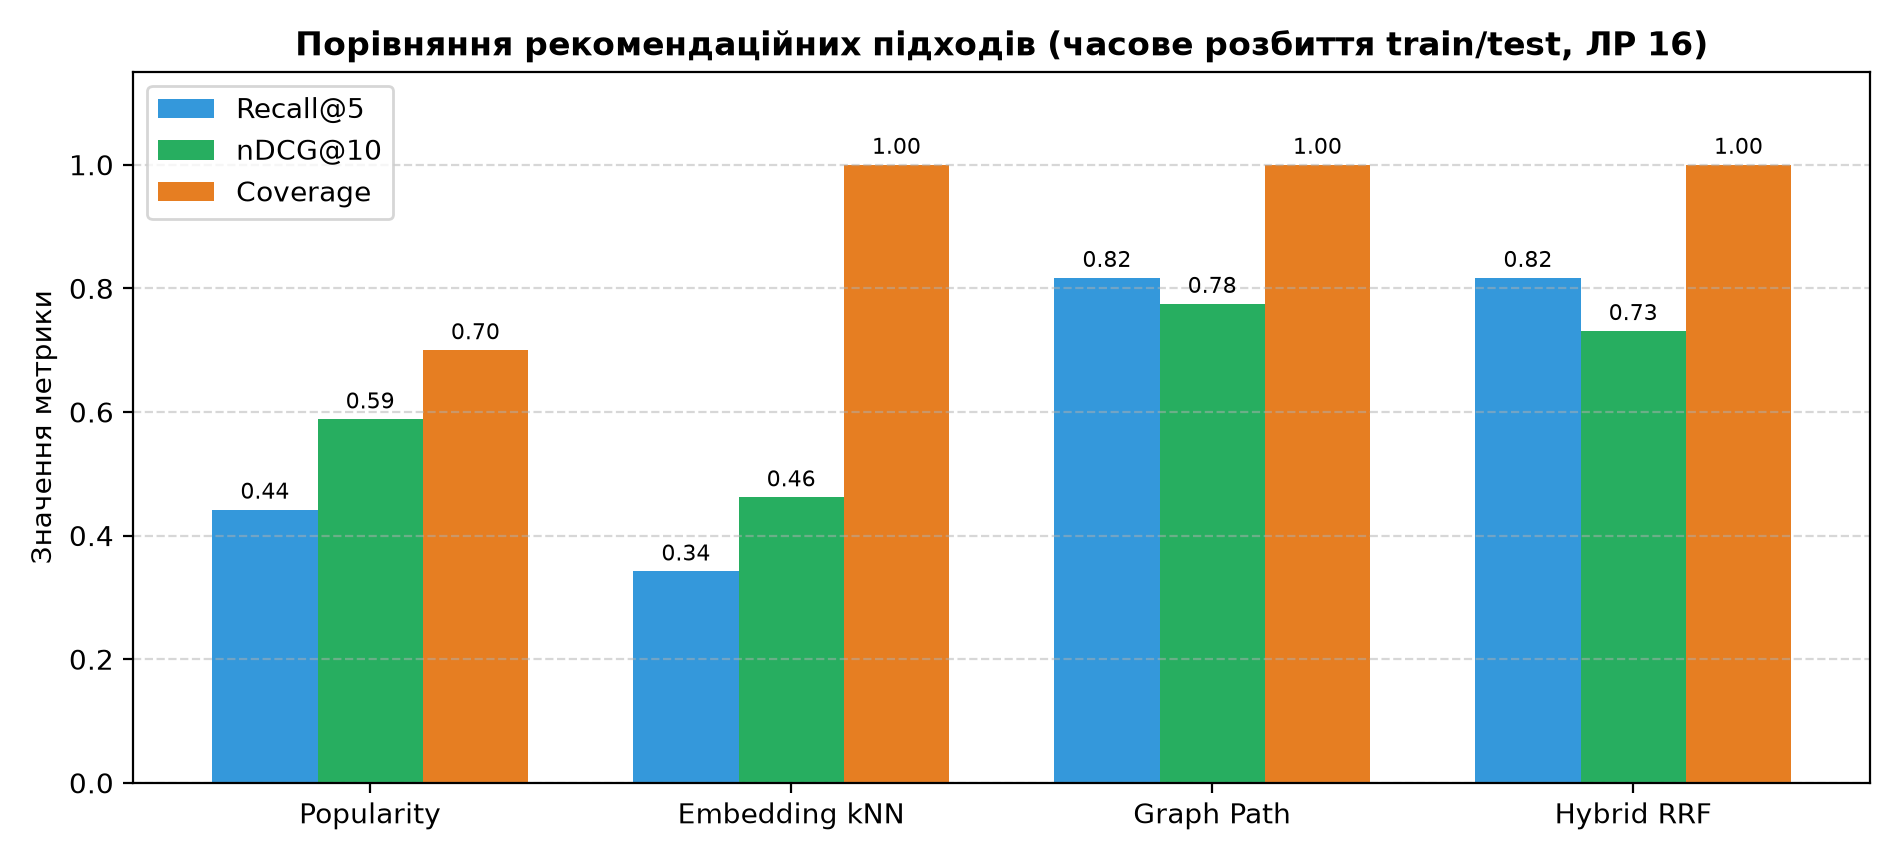 Порівняння рекомендаційних підходів (часове розбиття train/test, ЛР 16)
Recall@5
nDCG@10
Coverage
Значення метрики
1.0
0.8
0.6
0.4
0.2
0.0
0.44
0.59
0.70
0.34
0.46
1.00
0.82
0.78
1.00
0.82
0.73
1.00
Popularity
Embedding kNN
Graph Path
Hybrid RRF